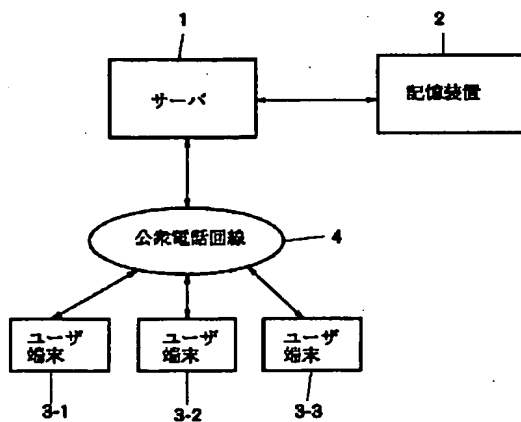 1
2
サーバ
記憶装置
公衆電話回線
4
ユーザ
端末
ユーザ
端末
ユーザ
端末
3-1
3-2
3-3